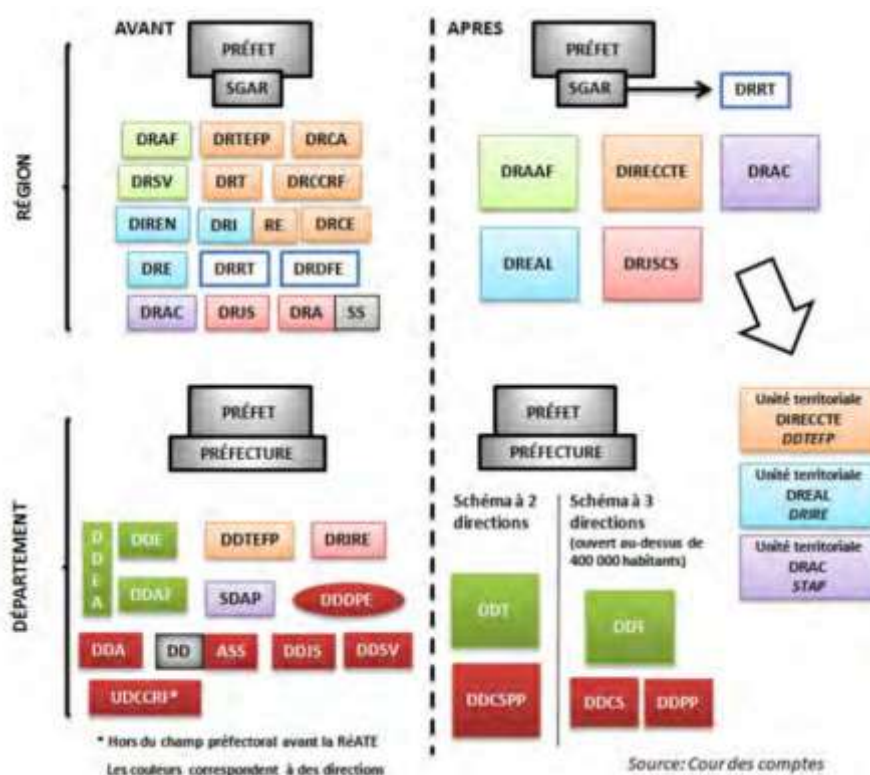 AVANT
PRÉFET
SGAR
DRAF DRTEFP DRCA
DRSV DRT DRCCRF
DIREN DRI RE DRCE
DRE DRRT DRDFE
DRAC DRJS DRA SS
RÉGION
APRES
PRÉFET
SGAR
DRRT
DRAAF DIRECCTE DRAC
DREAL DRJSCS
PRÉFET
PRÉFECTURE
DDEA
DDE DDTEFP DRIRE
DDAF SDAP DDDPE
DDA DD ASS DDJS DDSV
UDCCRF*
DÉPARTEMENT
* Hors du champ préfectoral avant la RéATE
Les couleurs correspondent à des directions
PRÉFET
PRÉFECTURE
Schéma à 2
directions
DDT
DDCSPP
Schéma à 3
directions
(ouvert au-dessus de
400 000 habitants)
DDCS DDPP
Unité territoriale
DIRECCTE
DDTEFP
Unité territoriale
DREAL
DRIRE
Unité territoriale
DRAC
STAP
Source: Cour des comptes